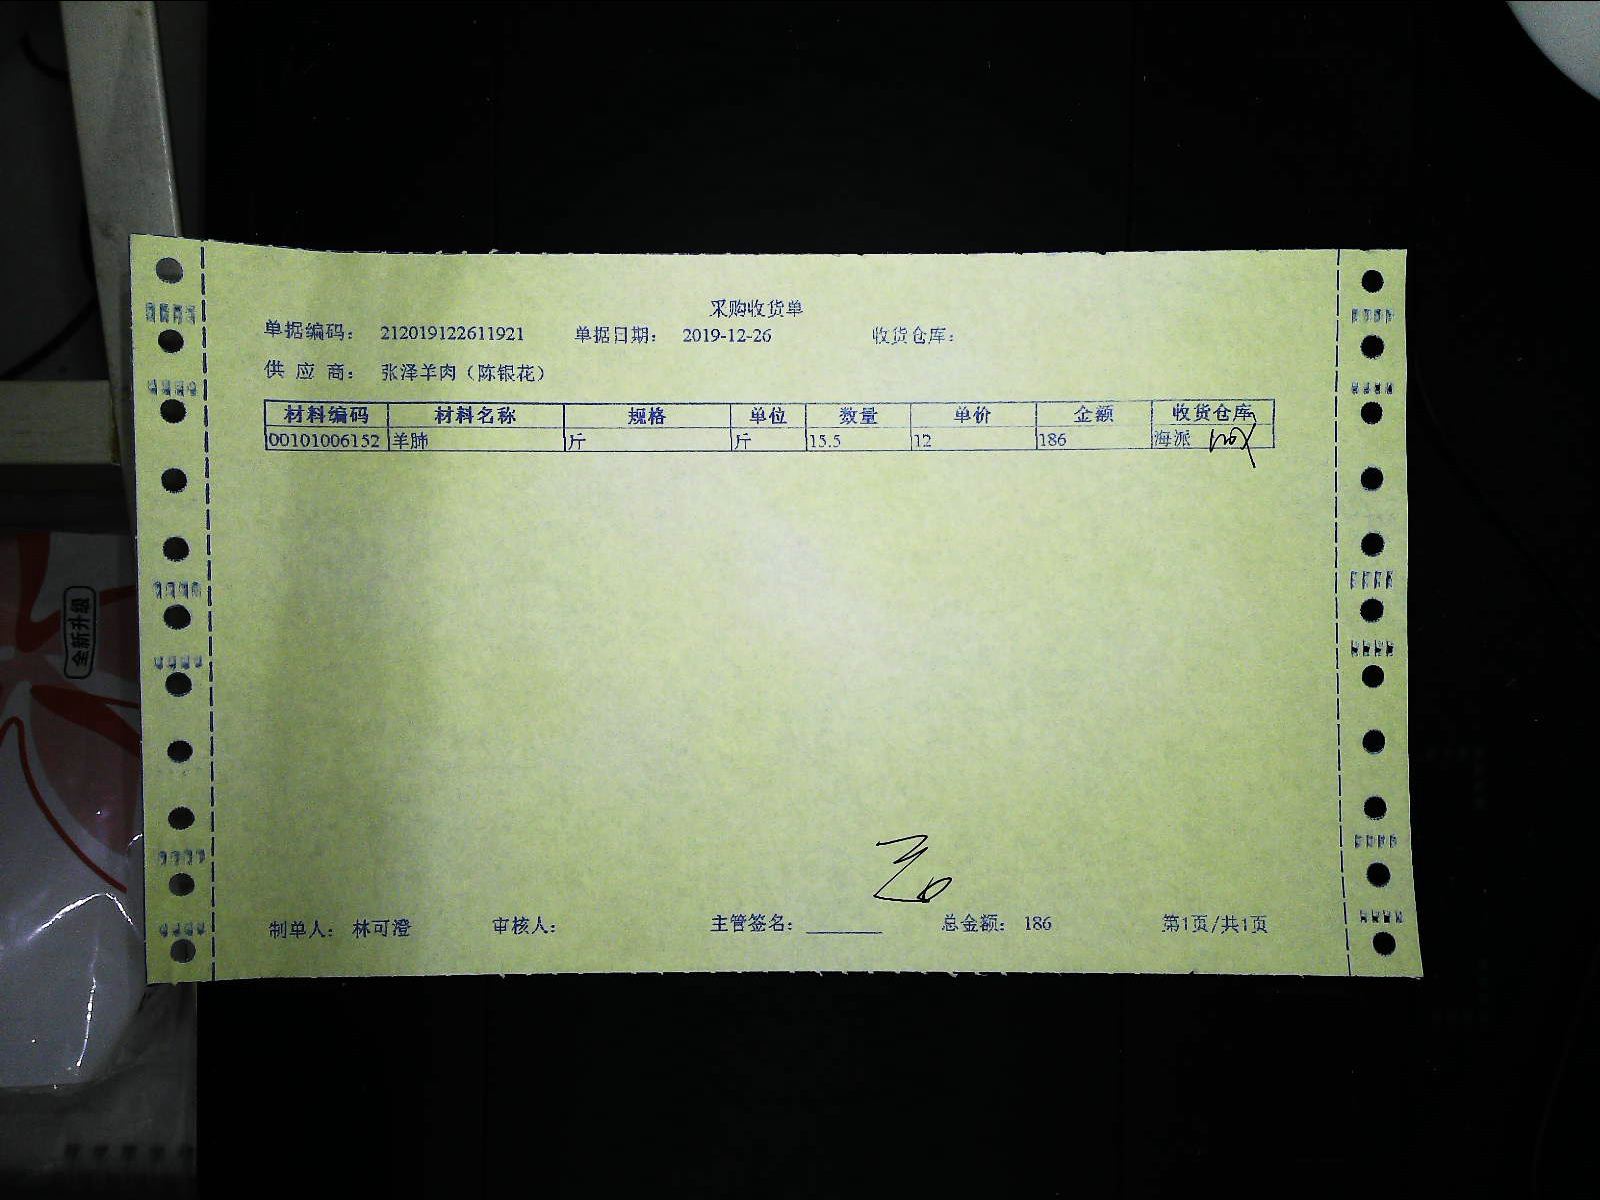 采购收货单
单据编码： 212019122611921 单据日期： 2019-12-26 收货仓库：
供 应 商： 张泽羊肉（陈银花）
材料编码 材料名称 规格 单位 数量 单价 金额 收货仓库
00101006152 羊肺 斤 斤 15.5 12 186 海派
制单人： 林可澄 审核人： 主管签名： 总金额： 186 第1页/共1页
全新升级